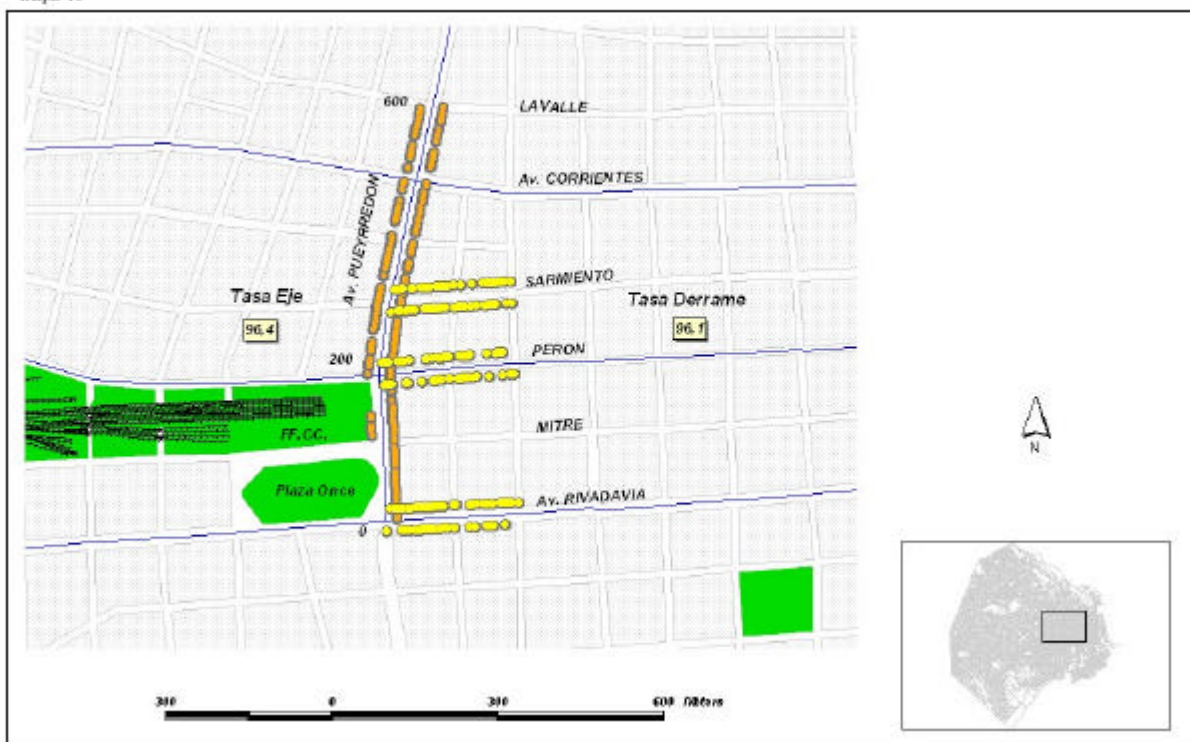 600
LAVALLE
Av. CORRIENTES
Av. PUEYRREDON
SARMIENTO
Tasa Eje
96.4
Tasa Derrame
96.1
200
PERON
MITRE
FF.CC.
Plaza Once
Av. RIVADAVIA
0
N
300 0 300 600